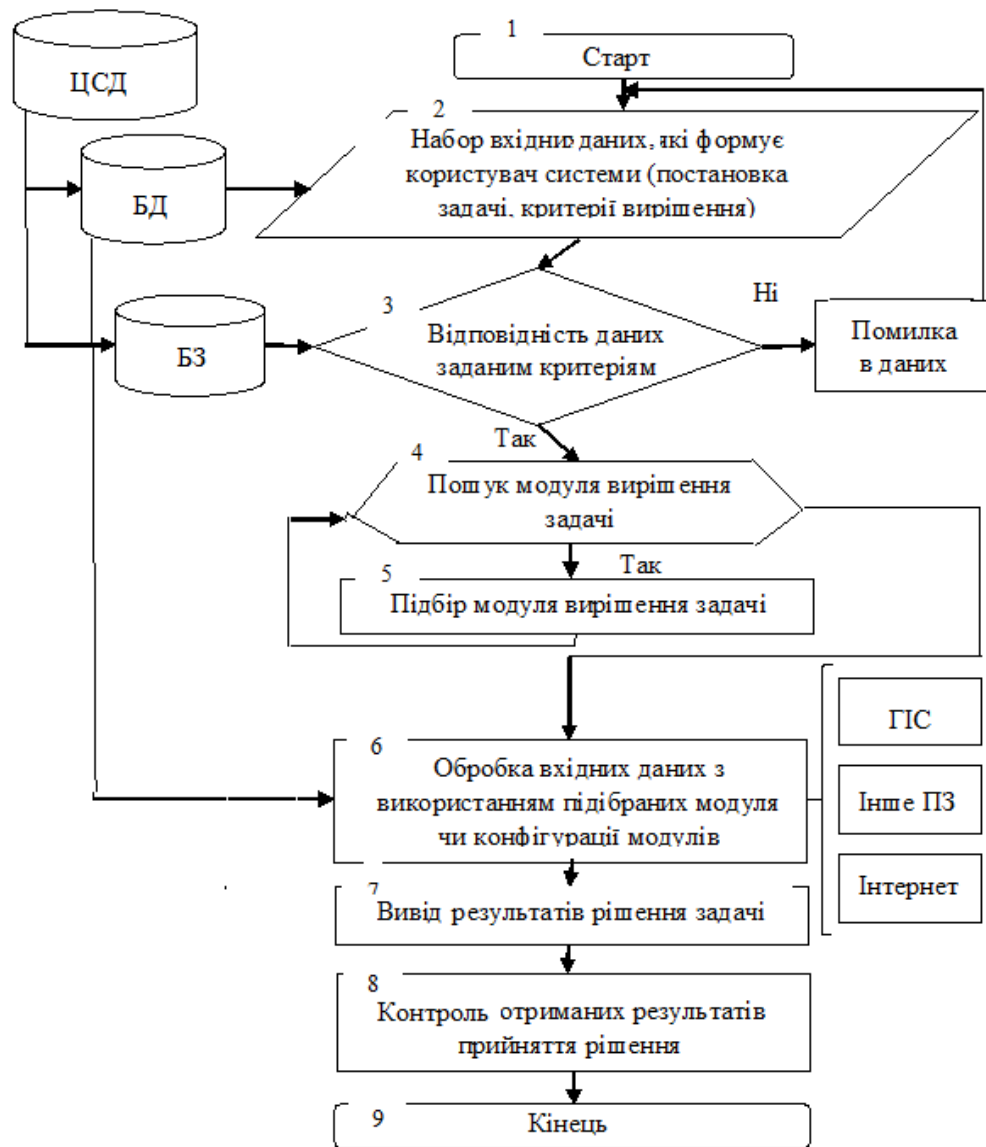 ЦСД
1
Старт
2
Набор вхідних даних, які формує
користувач системи (постановка
задачі, критерії вирішення)
БД
3
Ні
Відповідність даних
заданим критеріям
Помилка
в даних
БЗ
Так
4
Пошук модуля вирішення
задачі
Так
5
Підбір модуля вирішення задачі
ГІС
6
Обробка вхідних даних з
використанням підібраних модуля
чи конфігурації модулів
Інше ПЗ
Інтернет
7
Вивід результатів рішення задачі
8
Контроль отриманих результатів
прийняття рішення
9
Кінець